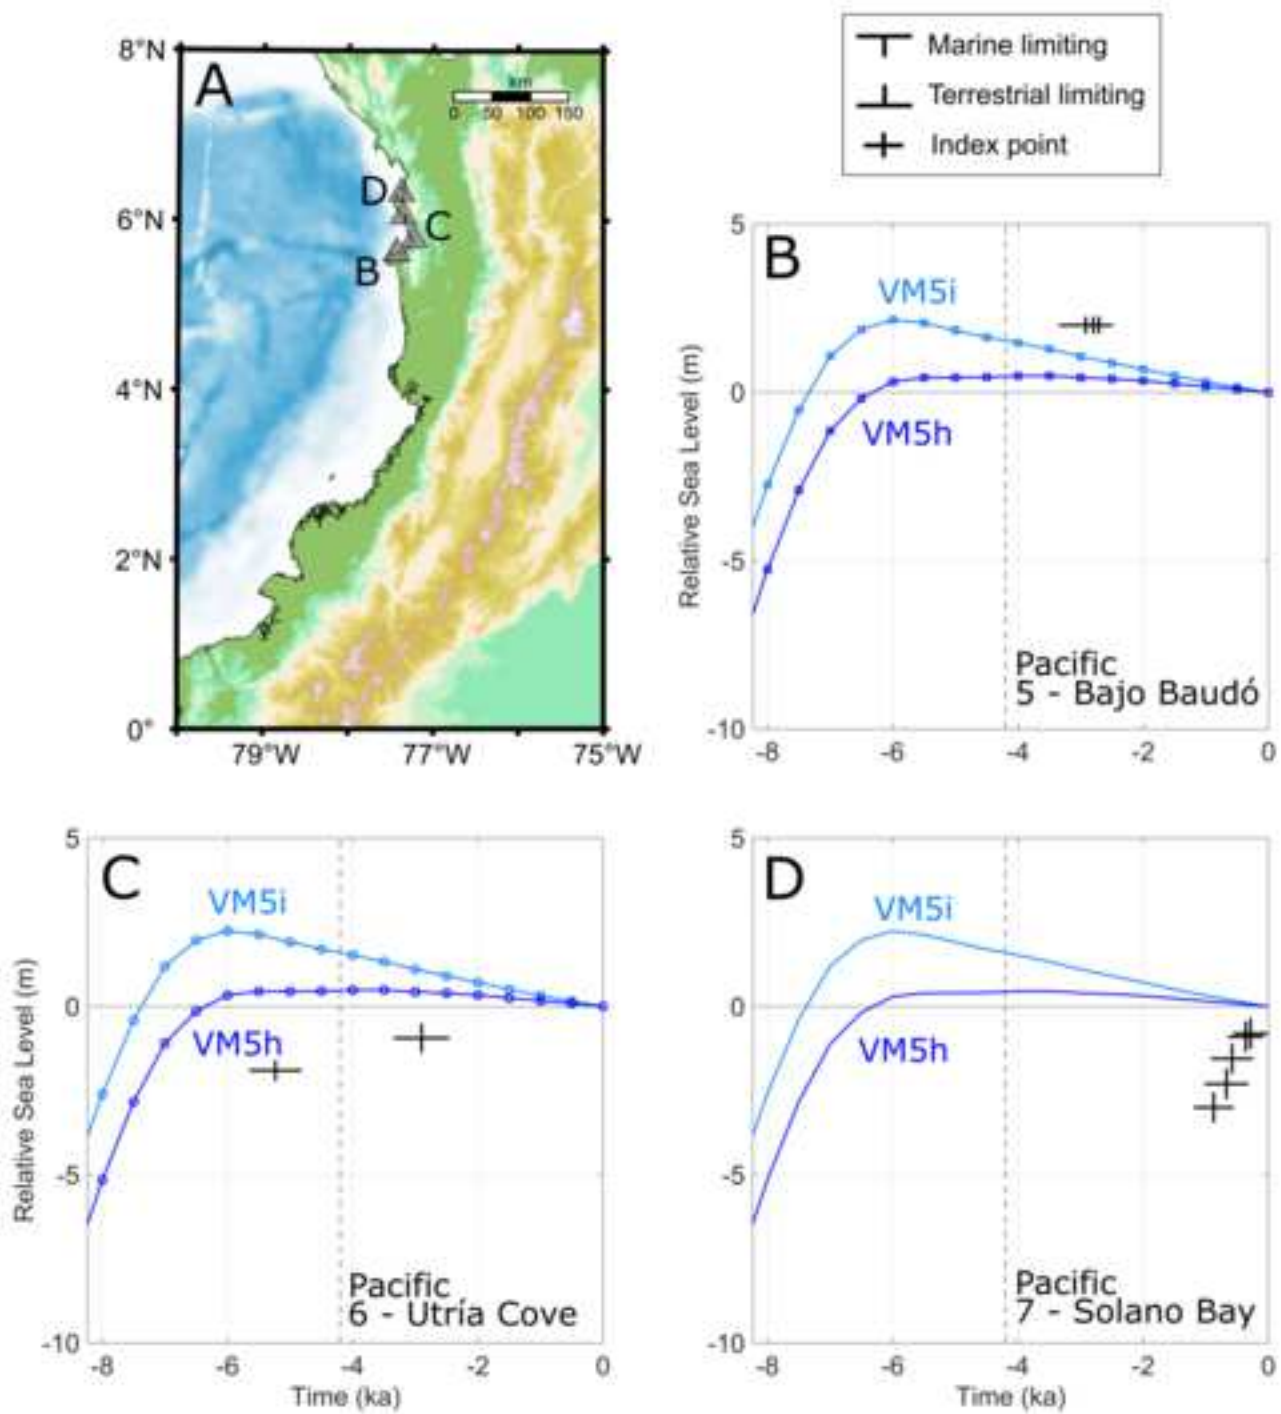 A
8°N
6°N
4°N
2°N
0°
79°W
77°W
75°W
km
0 50 100 150
D
C
B
Marine limiting
Terrestrial limiting
Index point
B
VM5i
VM5h
Relative Sea Level (m)
5
0
-5
-10
-8
-6
-4
-2
0
Pacific
5 - Bajo Baudó
C
VM5i
VM5h
Relative Sea Level (m)
5
0
-5
-10
-8
-6
-4
-2
0
Time (ka)
Pacific
6 - Utría Cove
D
VM5i
VM5h
5
0
-5
-10
-8
-6
-4
-2
0
Time (ka)
Pacific
7 - Solano Bay